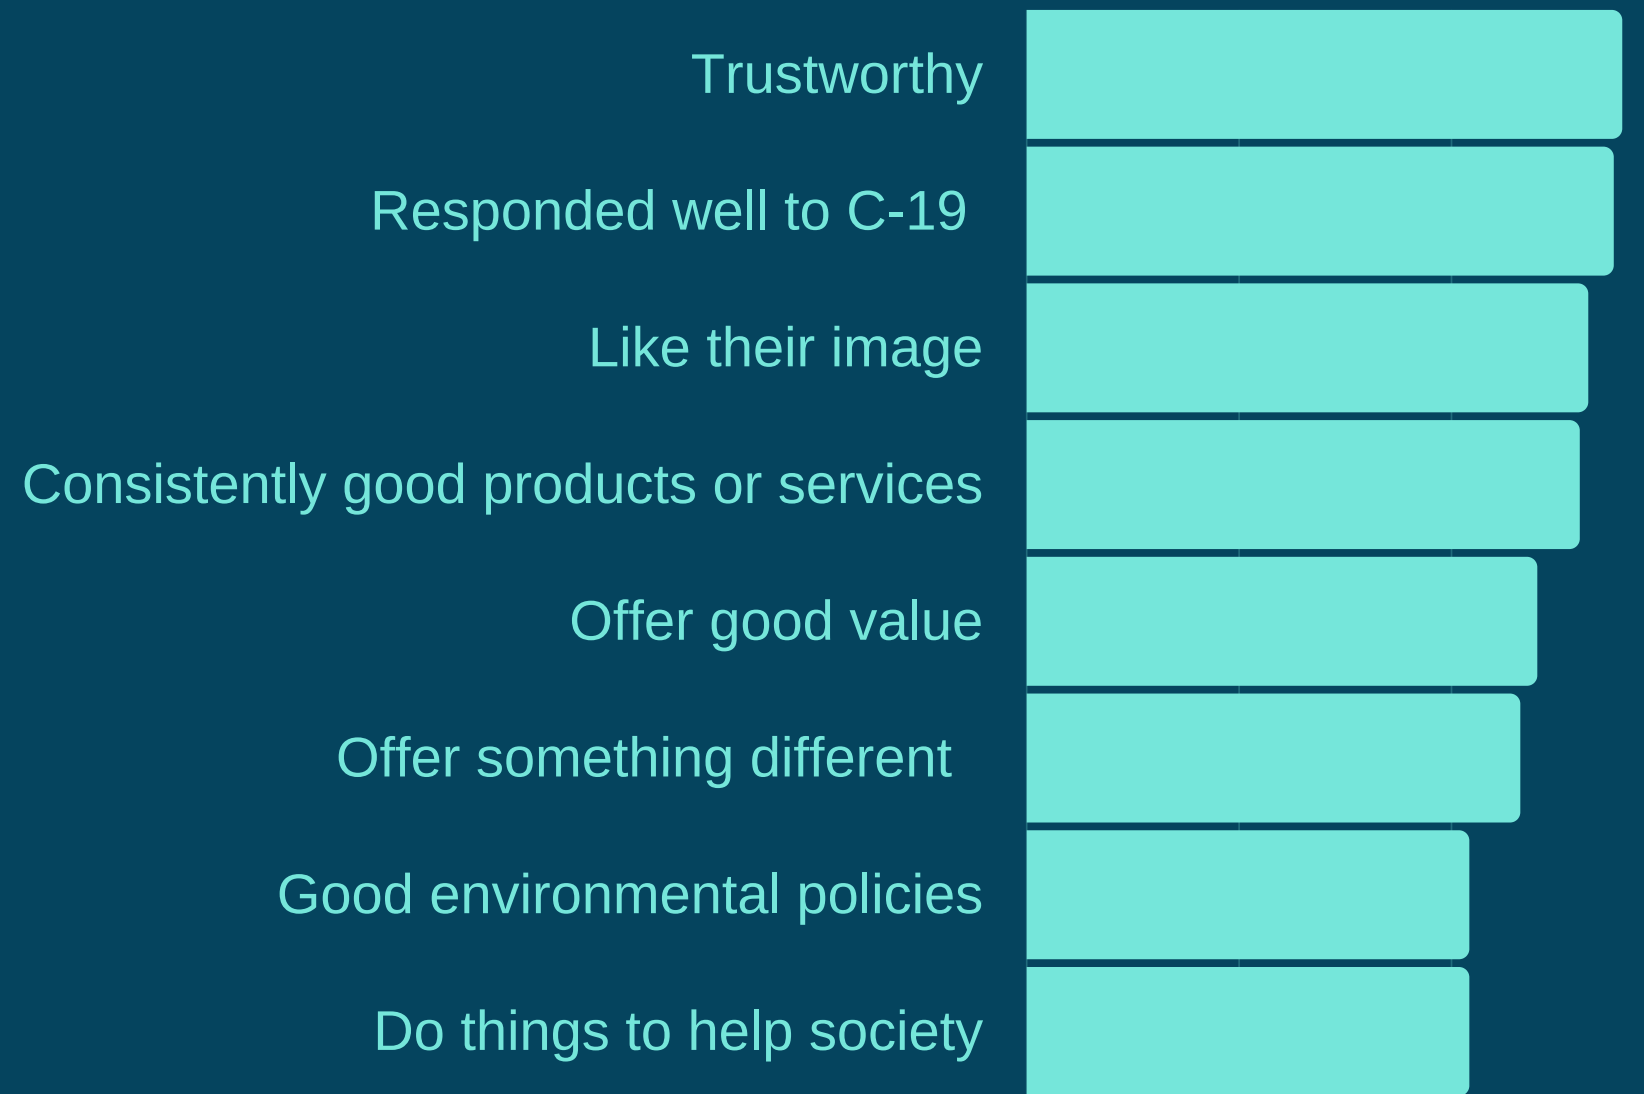 Trustworthy
Responded well to C-19
Like their image
Consistently good products or services
Offer good value
Offer something different
Good environmental policies
Do things to help society